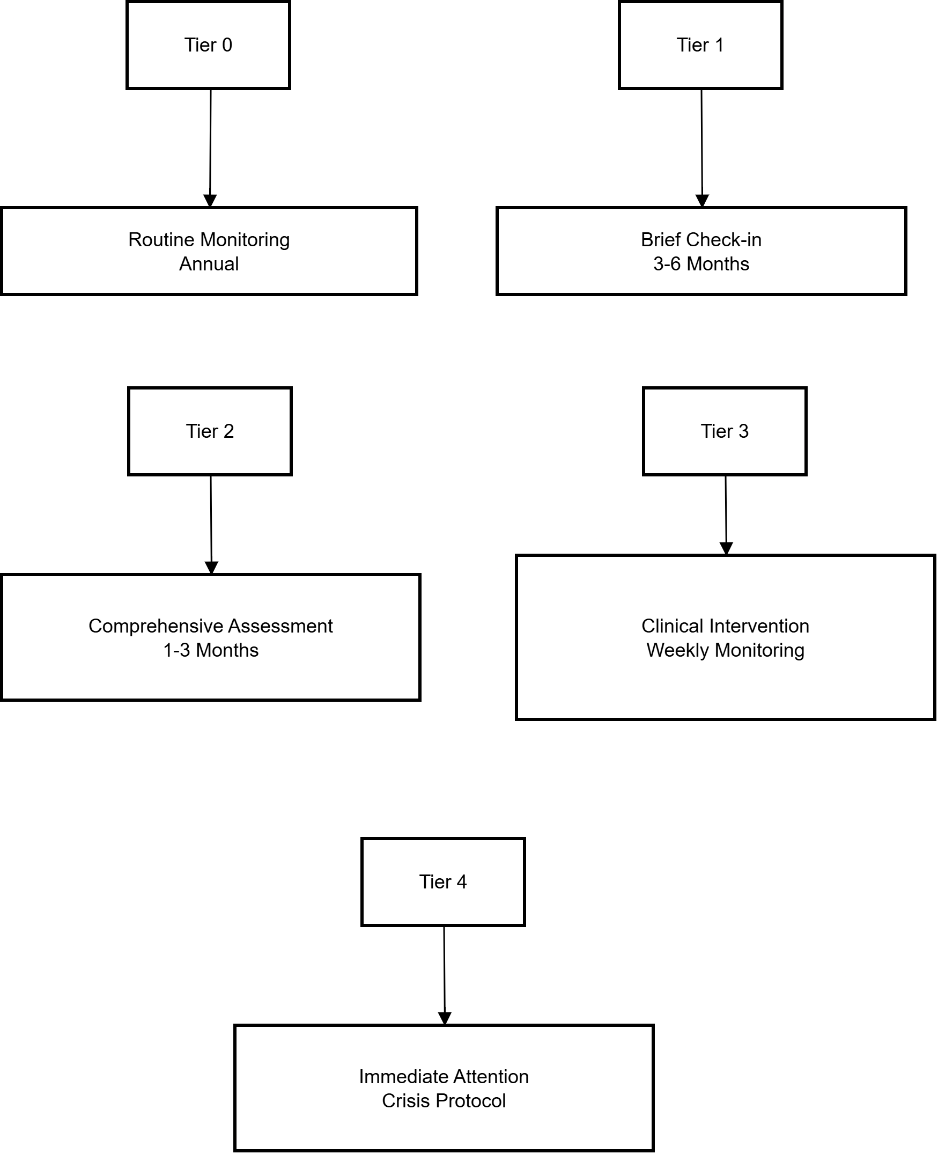 Tier 0
Tier 1
Routine Monitoring
Annual
Brief Check-in
3-6 Months
Tier 2
Tier 3
Comprehensive Assessment
1-3 Months
Clinical Intervention
Weekly Monitoring
Tier 4
Immediate Attention
Crisis Protocol